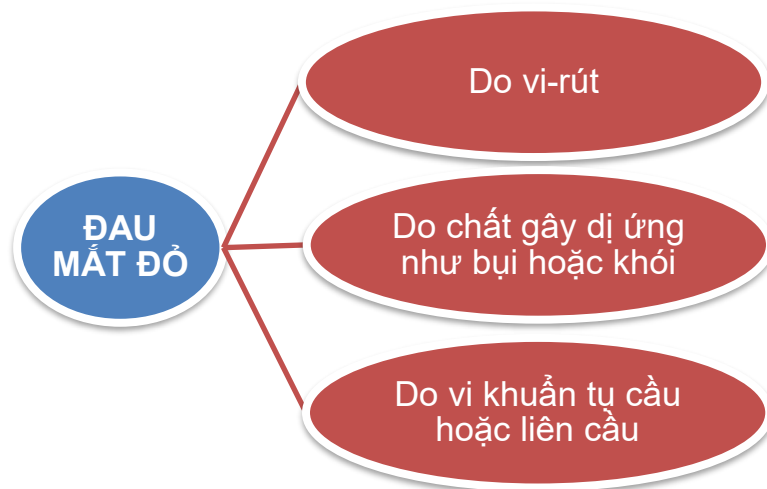 Do vi-rút
ĐAU
MẮT ĐỎ
Do chất gây dị ứng
như bụi hoặc khói
Do vi khuẩn tụ cầu
hoặc liên cầu